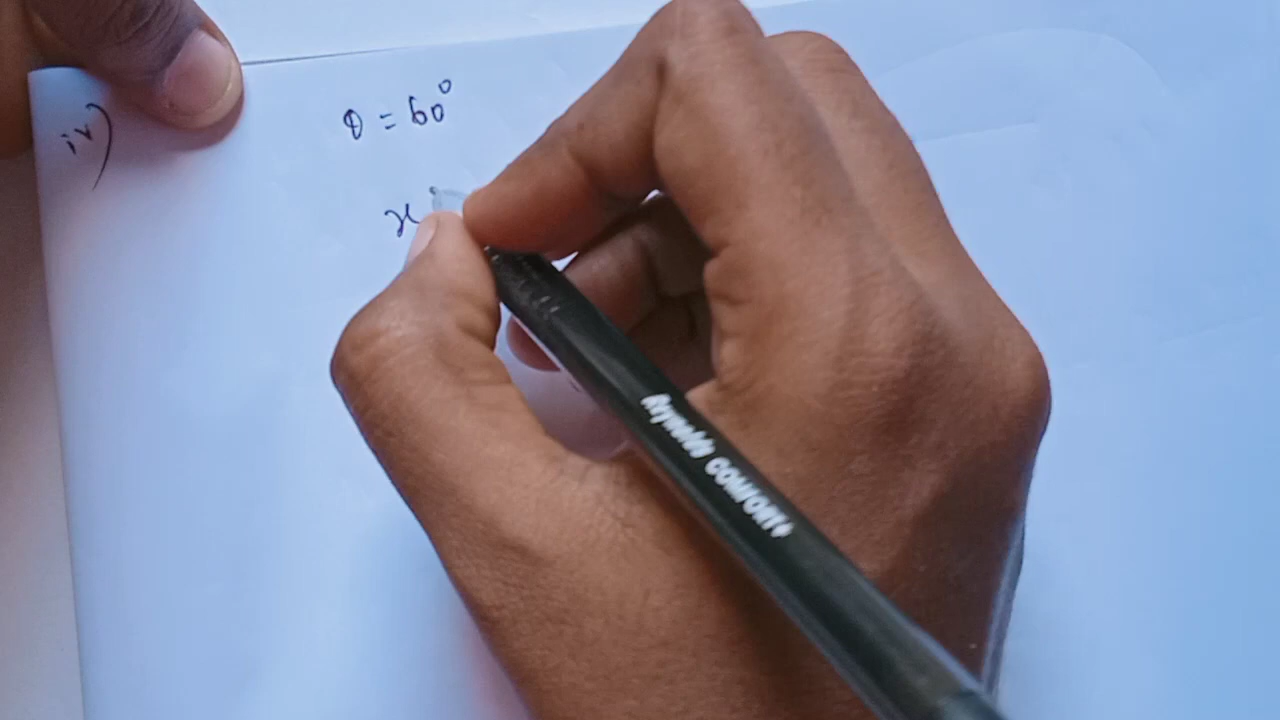 iv)
θ = 60°
x
Reynolds COMFORT+